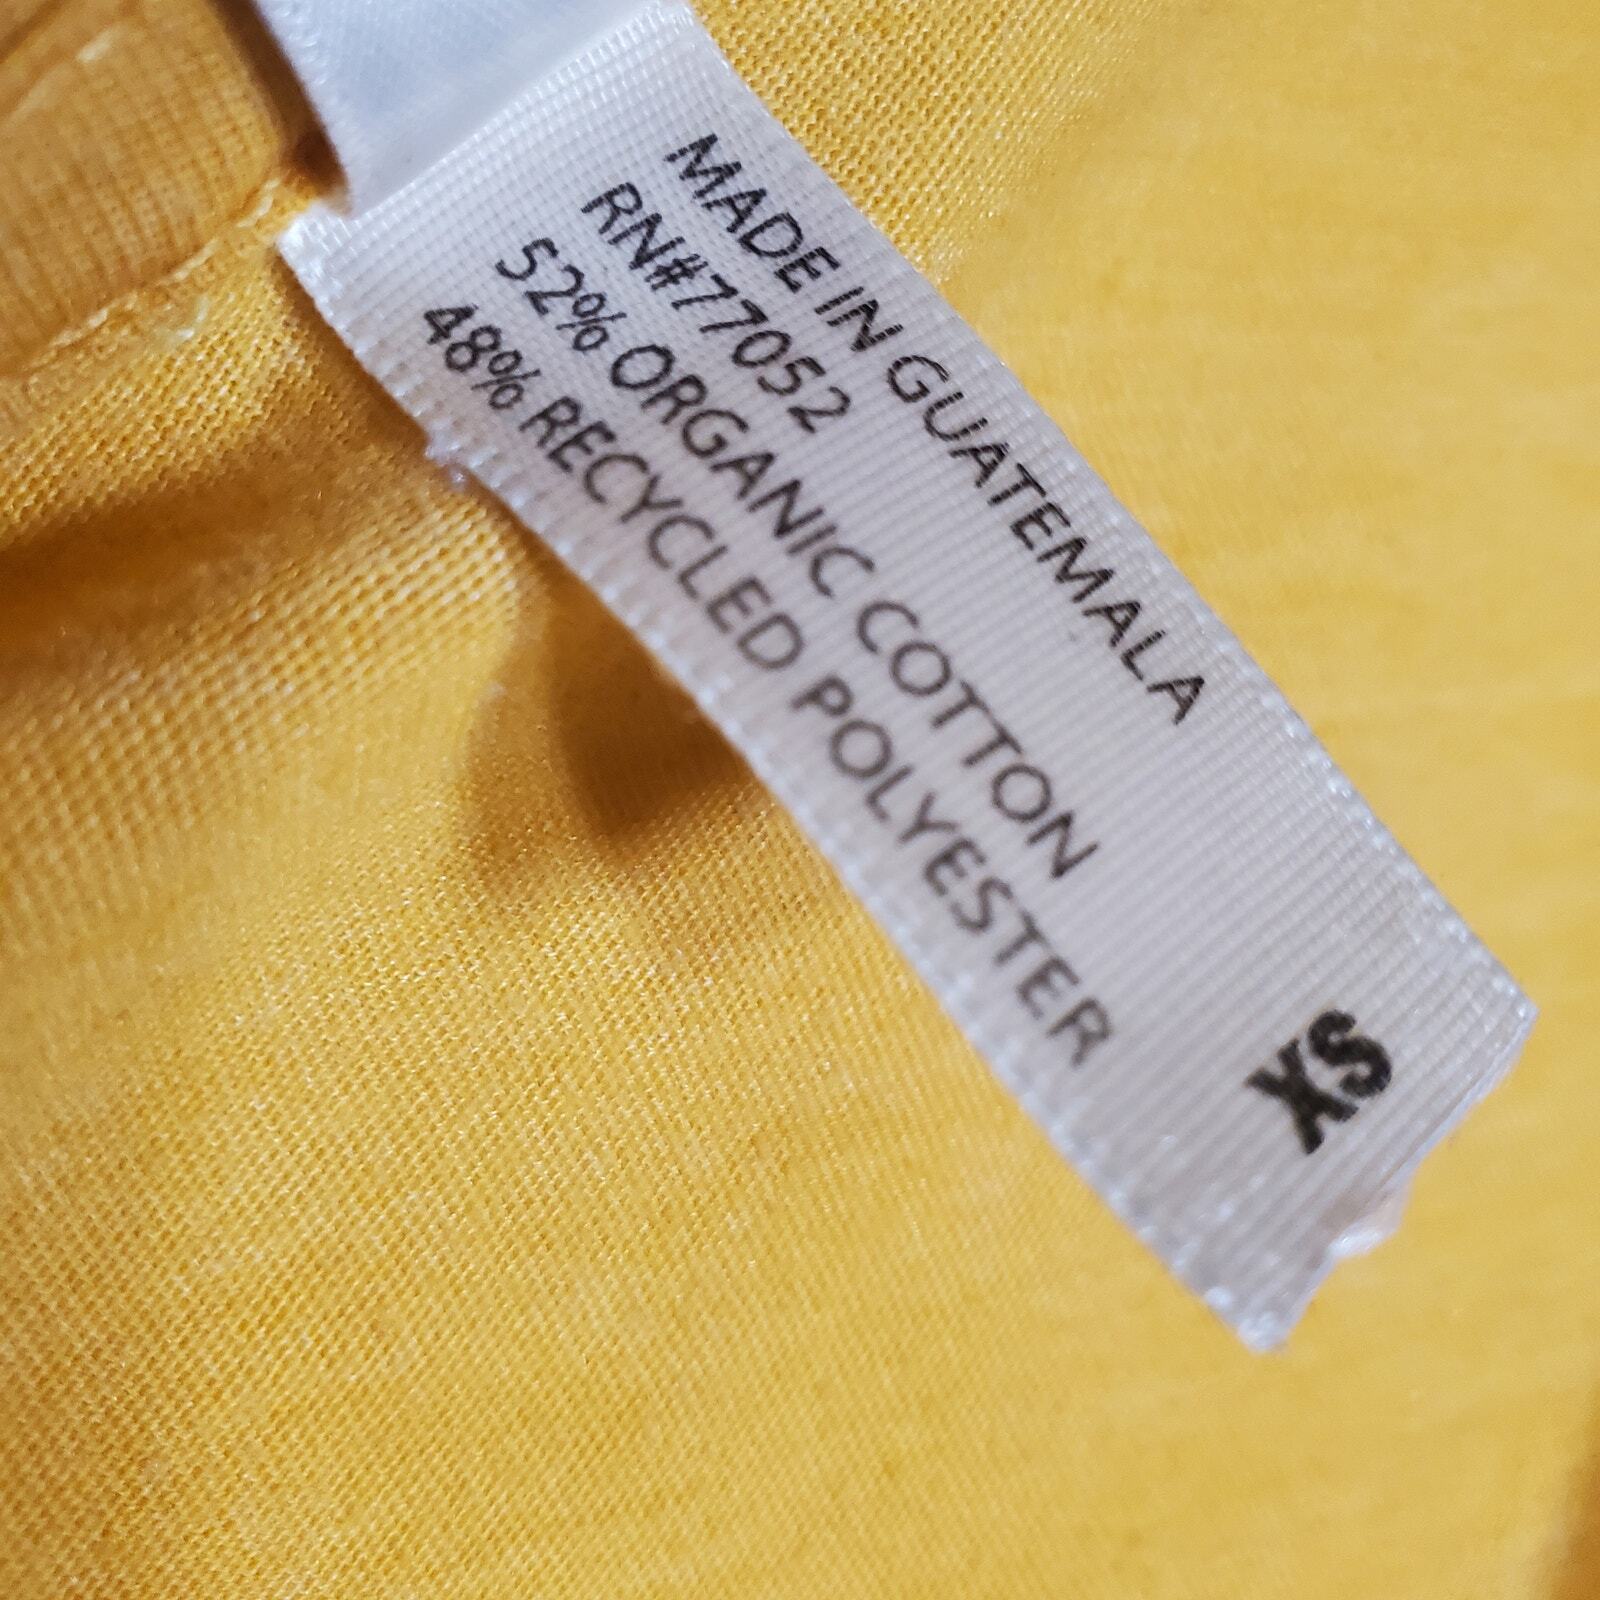 MADE IN GUATEMALA
RN#77052
52% ORGANIC COTTON
48% RECYCLED POLYESTER
XS